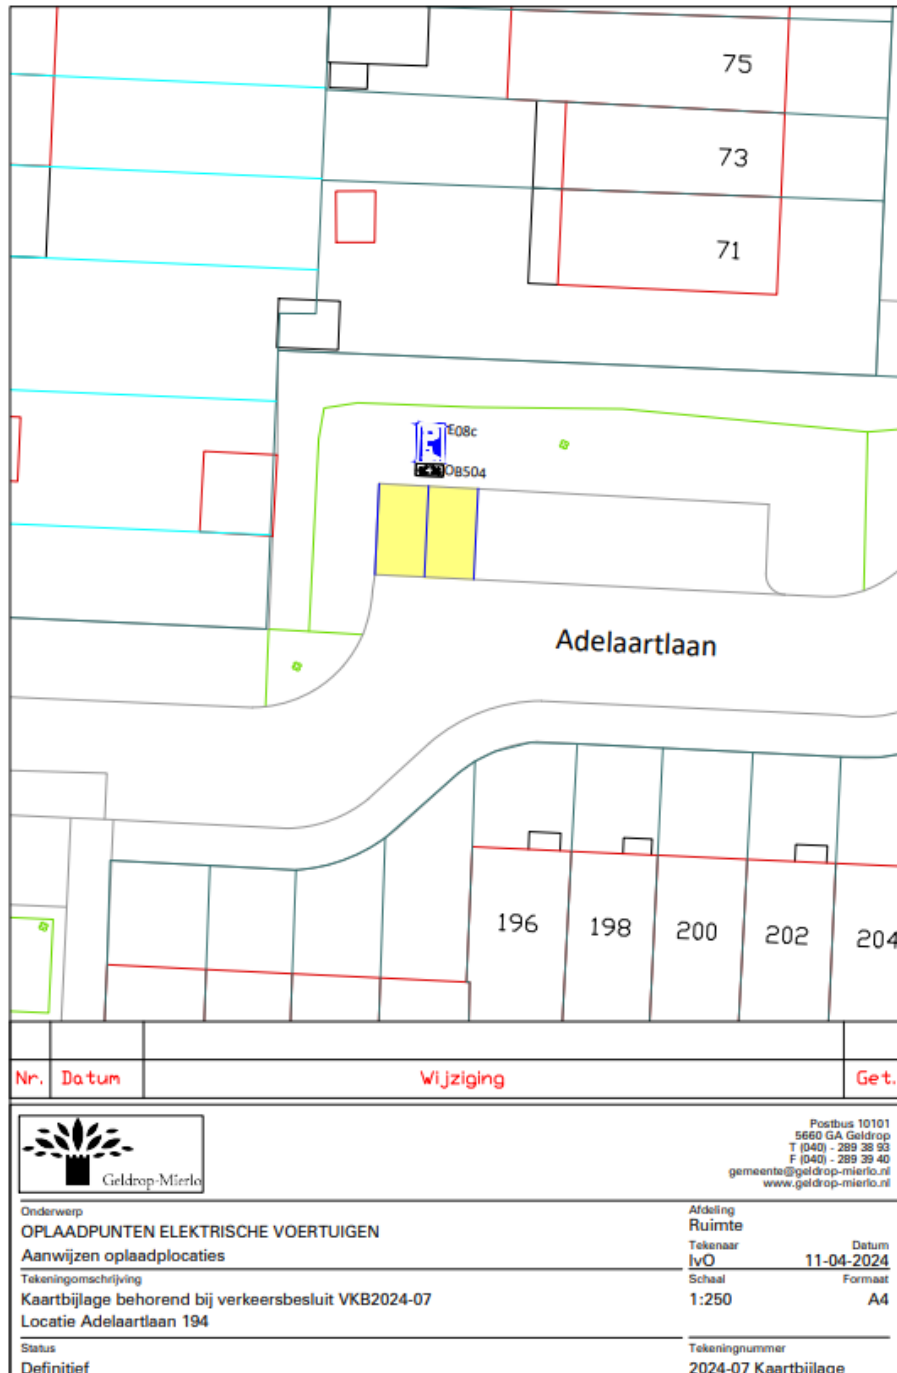 75
73
71
E08c
OB504
Adelaartlaan
196
198
200
202
204
Nr.
Datum
Wijziging
Get.
Geldrop-Mierlo
Postbus 10101
5660 GA Geldrop
T (040) - 289 38 93
F (040) - 289 39 40
gemeente@geldrop-mierlo.nl
www.geldrop-mierlo.nl
Onderwerp
OPLAADPUNTEN ELEKTRISCHE VOERTUIGEN
Aanwijzen oplaadplocaties
Afdeling
Ruimte
Tekenaar
Datum
IvO
11-04-2024
Tekeningomschrijving
Kaartbijlage behorend bij verkeersbesluit VKB2024-07
Locatie Adelaartlaan 194
Schaal
Formaat
1:250
A4
Status
Definitief
Tekeningnummer
2024-07 Kaartbijlage